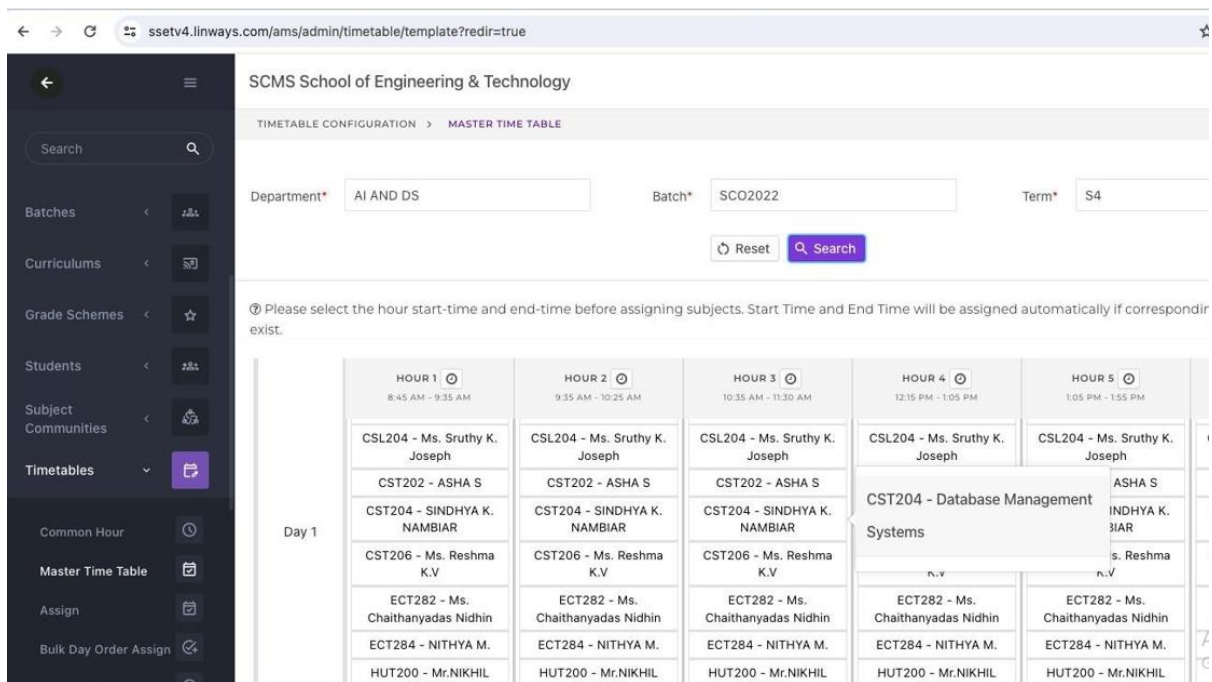 ssetv4.linways.com/ams/admin/timetable/template?redir=true
SCMS School of Engineering & Technology
TIMETABLE CONFIGURATION > MASTER TIME TABLE
Search
Batches
Curriculums
Grade Schemes
Students
Subject
Communities
Timetables
Common Hour
Master Time Table
Assign
Bulk Day Order Assign
Department* AI AND DS Batch* SCO2022 Term* S4
Reset Search
Please select the hour start-time and end-time before assigning subjects. Start Time and End Time will be assigned automatically if
exist.
HOUR 1 HOUR 2 HOUR 3 HOUR 4 HOUR 5
8:45 AM - 9:35 AM 9:35 AM - 10:25 AM 10:35 AM - 11:30 AM 12:15 PM - 1:05 PM 1:05 PM - 1:55 PM
CSL204 - Ms. Sruthy K. CSL204 - Ms. Sruthy K. CSL204 - Ms. Sruthy K. CSL204 - Ms. Sruthy K. CSL204 - Ms. Sruthy K.
Joseph Joseph Joseph Joseph Joseph
CST202 - ASHA S CST202 - ASHA S CST202 - ASHA S ASHA S
CST204 - Database Management
Systems
CST204 - SINDHYA K. CST204 - SINDHYA K. CST204 - SINDHYA K. K.
Day 1
NAMBIAR NAMBIAR NAMBIAR
CST206 - Ms. Reshma CST206 - Ms. Reshma CST206 - Ms. Reshma Reshma
K.V K.V K.V K.V K.V
ECT282 - Ms. ECT282 - Ms. ECT282 - Ms. ECT282 - Ms. ECT282 - Ms.
Chaithanyadas Nidhin Chaithanyadas Nidhin Chaithanyadas Nidhin Chaithanyadas Nidhin Chaithanyadas Nidhin
ECT284 - NITHYA M. ECT284 - NITHYA M. ECT284 - NITHYA M. ECT284 - NITHYA M. ECT284 - NITHYA M.
HUT200 - Mr.NIKHIL HUT200 - Mr.NIKHIL HUT200 - Mr.NIKHIL HUT200 - Mr.NIKHIL HUT200 - Mr.NIKHIL